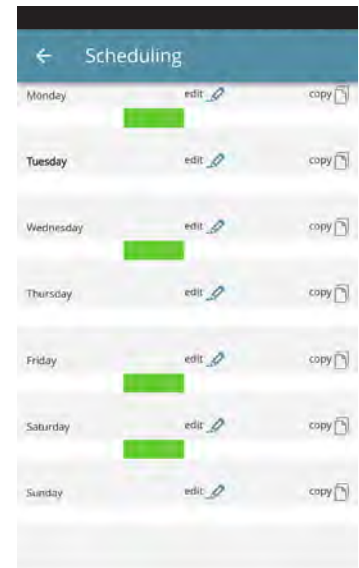 Scheduling
Monday edit copy
Tuesday edit copy
Wednesday edit copy
Thursday edit copy
Friday edit copy
Saturday edit copy
Sunday edit copy